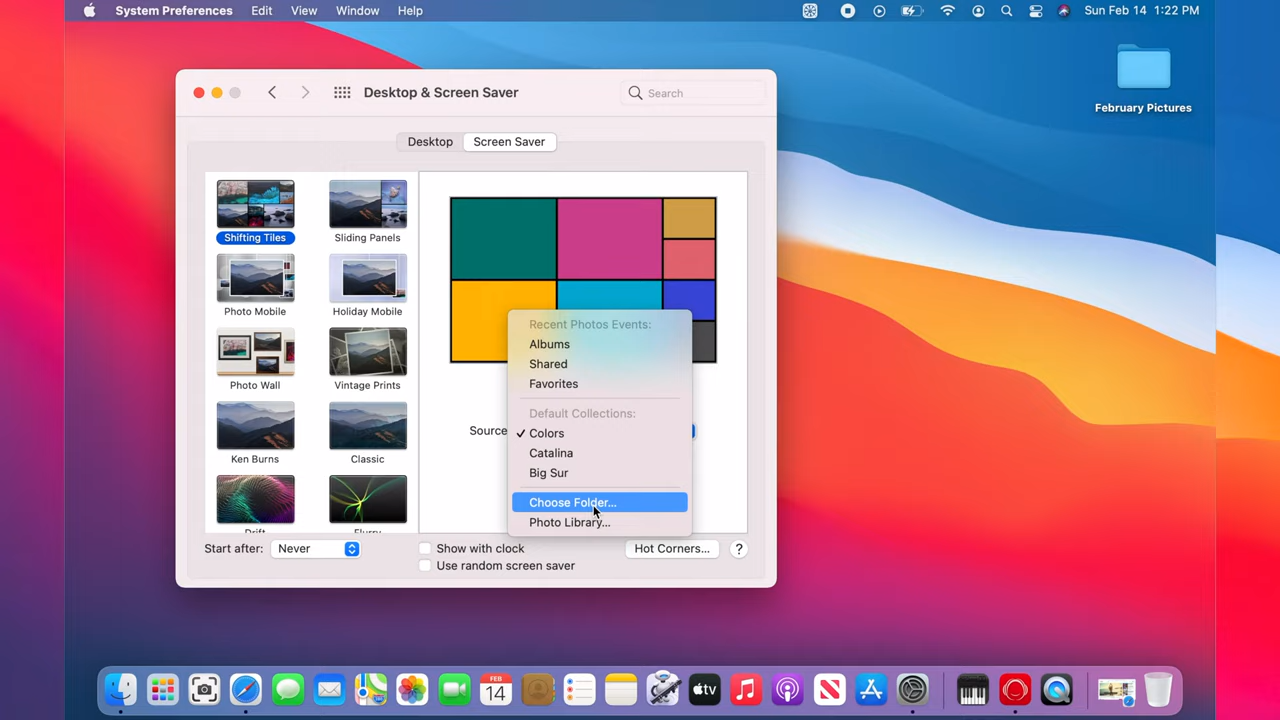 System Preferences Edit View Window Help Sun Feb 14 1:22 PM
February Pictures
Desktop & Screen Saver
Search
Desktop Screen Saver
Shifting Tiles
Sliding Panels
Photo Mobile
Holiday Mobile
Photo Wall
Vintage Prints
Ken Burns
Classic
Drift
Flurry
Source
Recent Photos Events:
Albums
Shared
Favorites
Default Collections:
✓ Colors
Catalina
Big Sur
Choose Folder...
Photo Library...
Start after: Never
Show with clock
Use random screen saver
Hot Corners... ?
FEB
14
tv